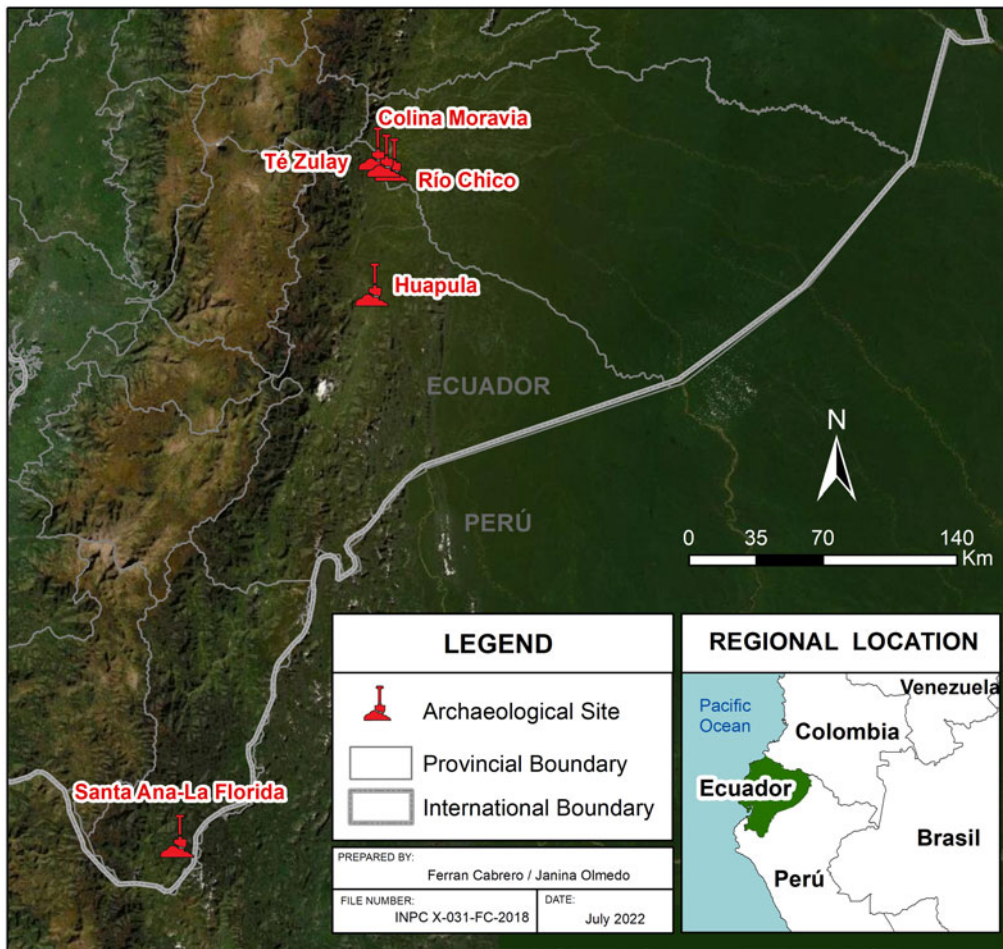 Colina Moravia
Té Zulay
Río Chico
Huapula
ECUADOR
PERÚ
N
0 35 70 140
Km
Santa Ana-La Florida
LEGEND
Archaeological Site
Provincial Boundary
International Boundary
PREPARED BY:
Ferran Cabrero / Janina Olmedo
FILE NUMBER:
INPC X-031-FC-2018
DATE:
July 2022
REGIONAL LOCATION
Pacific
Ocean
Venezuela
Colombia
Ecuador
Brasil
Perú